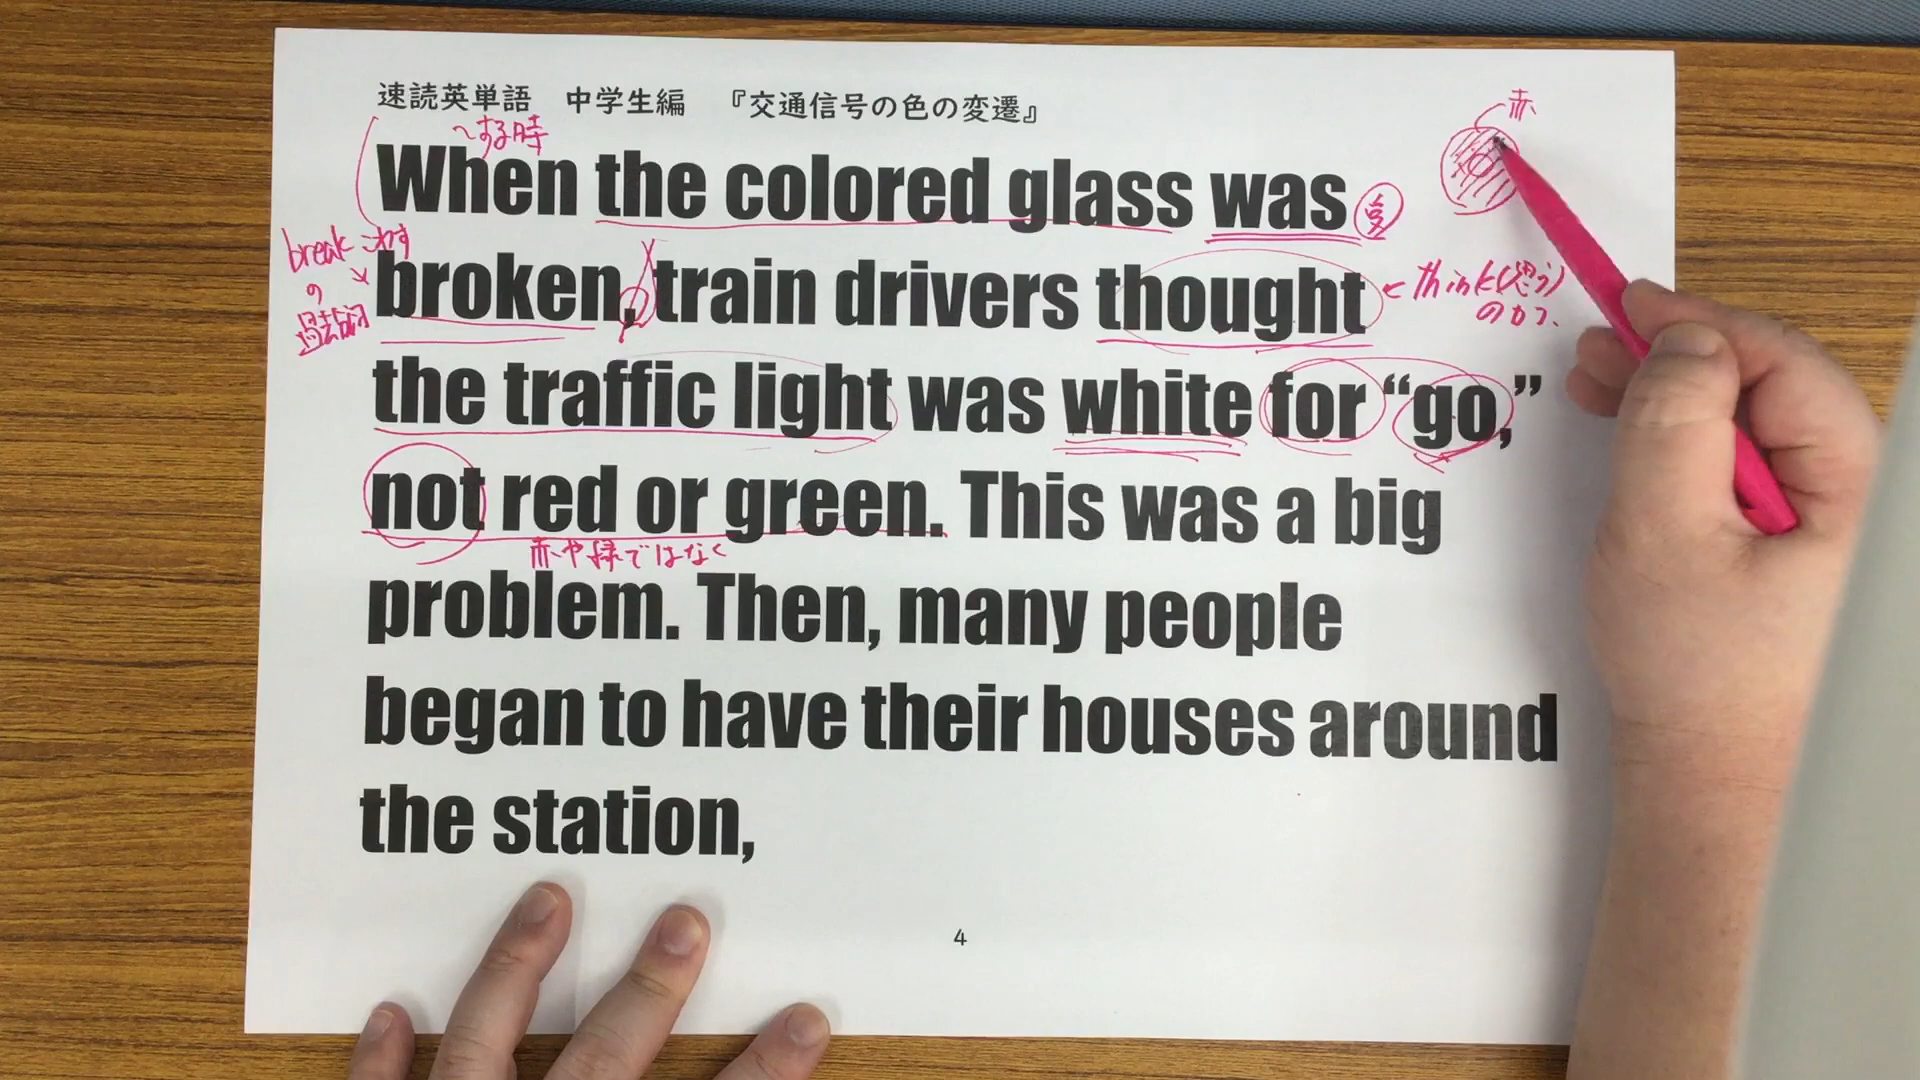 速読英単語 中学生編 『交通信号の色の変遷』
赤
～する時
When the colored glass was
受
break こわす
の
過去分詞
broken, train drivers thought
think(思う)
のカコ
the traffic light was white for “go,”
not red or green. This was a big
赤や緑ではなく
problem. Then, many people
began to have their houses around
the station,
4